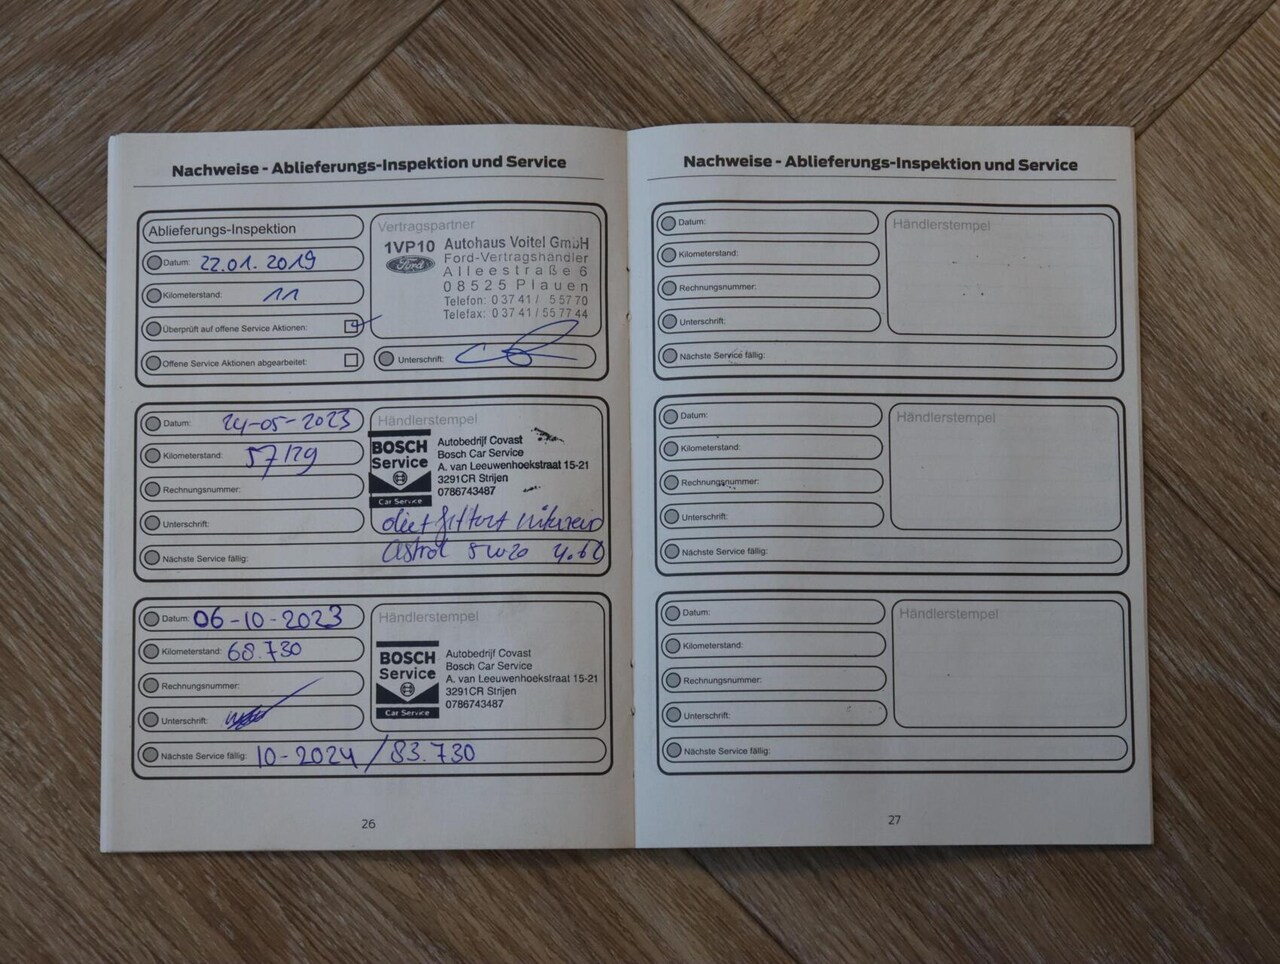 Nachweise - Ablieferungs-Inspektion und Service
Ablieferungs-Inspektion
Datum: 22.01.2019
Kilometerstand: 11
Überprüft auf offene Service Aktionen:
Offene Service Aktionen abgearbeitet:
Vertragspartner
1VP10 Autohaus Voitel GmbH
Ford
Ford-Vertragshändler
Alleestraße 6
08525 Plauen
Telefon: 03741/ 55770
Telefax: 03741/557744
Unterschrift:
Datum: 24-05-2023
Kilometerstand: 57129
Rechnungsnummer:
Unterschrift:
Nächste Service fällig:
Händlerstempel
BOSCH
Service
Car Service
Autobedrijf Covast
Bosch Car Service
A. van Leeuwenhoekstraat 15-21
3291CR Strijen
0786743487
5w20
Datum: 06-10-2023
Kilometerstand: 68.730
Rechnungsnummer:
Unterschrift:
Nächste Service fällig: 10-2024 / 83.730
Händlerstempel
BOSCH
Service
Car Service
Autobedrijf Covast
Bosch Car Service
A. van Leeuwenhoekstraat 15-21
3291CR Strijen
0786743487
26
Nachweise - Ablieferungs-Inspektion und Service
Datum:
Kilometerstand:
Rechnungsnummer:
Unterschrift:
Nächste Service fällig:
Händlerstempel
Datum:
Kilometerstand:
Rechnungsnummer:
Unterschrift:
Nächste Service fällig:
Händlerstempel
Datum:
Kilometerstand:
Rechnungsnummer:
Unterschrift:
Nächste Service fällig:
Händlerstempel
27